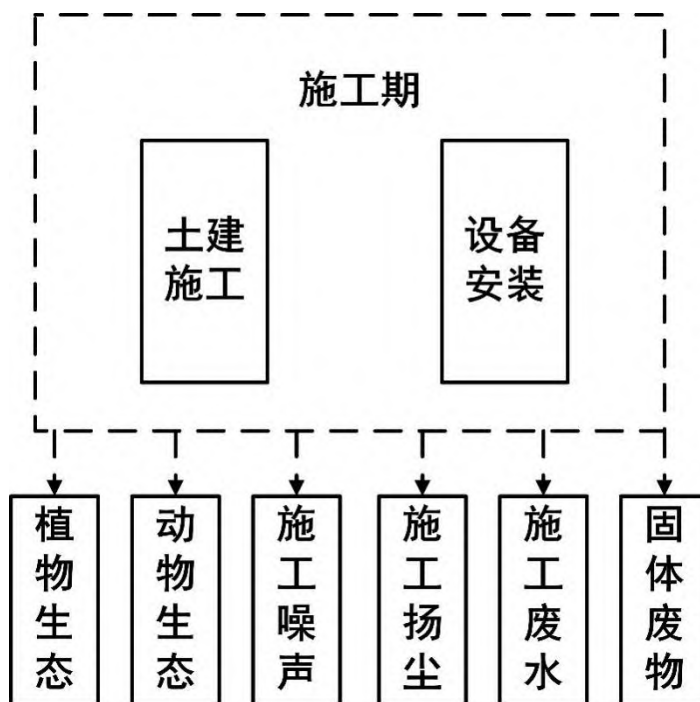 施工期
土建
施工
设备
安装
植物生态
动物生态
施工噪声
施工扬尘
施工废水
固体废物